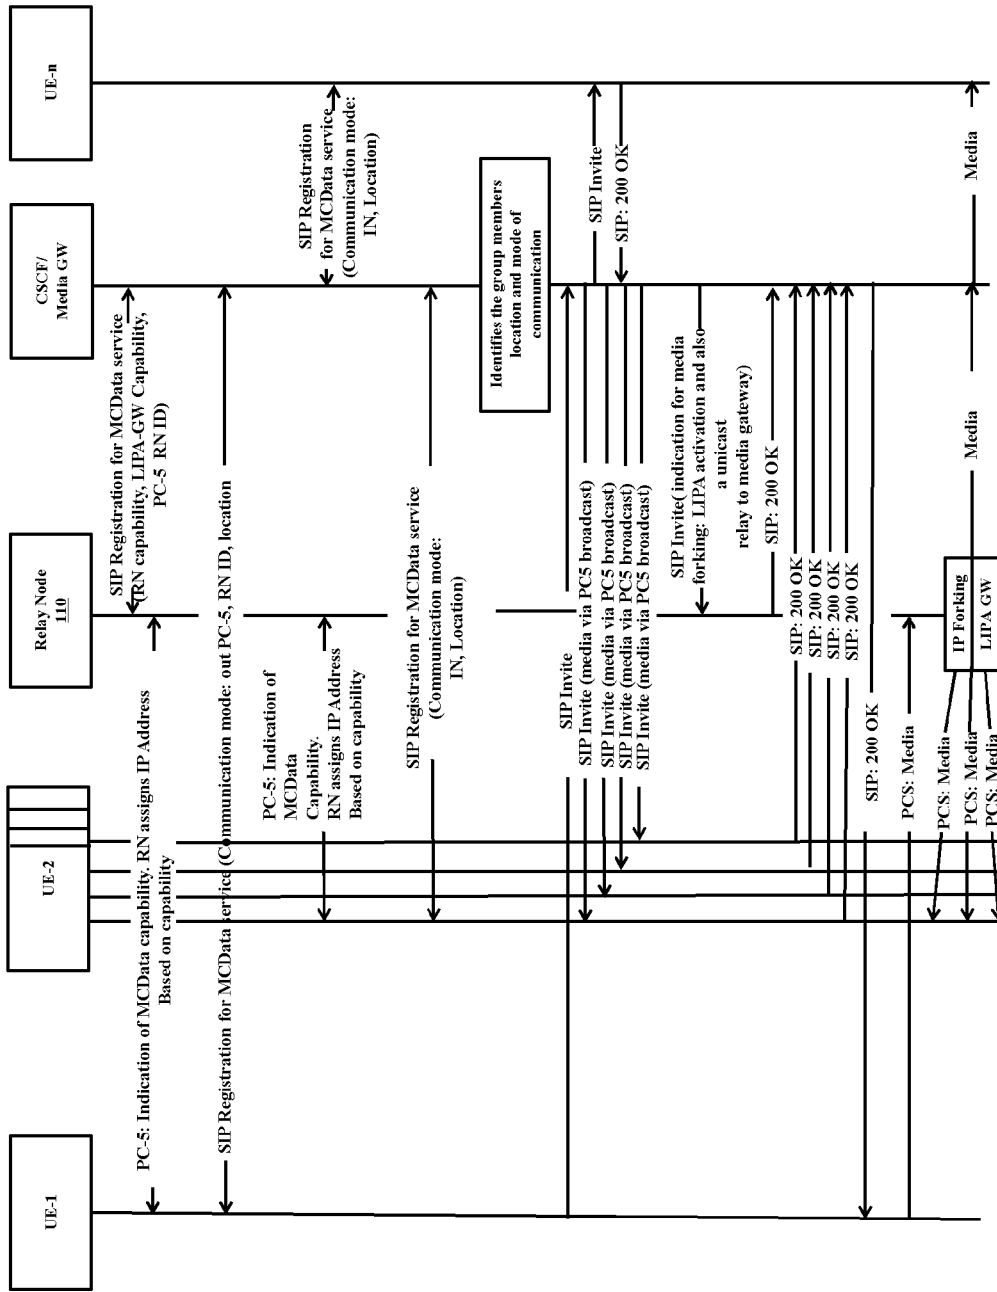 UE-1
UE-2
Relay Node
110
CSCF/
Media GW
UE-n
SIP Registration for MCData service
(RN capability, LIPA-GW Capability,
PC-5 RN ID)
PC-5: Indication of MCData capability. RN assigns IP Address
Based on capability
SIP Registration for MCData service (Communication mode: out PC-5, RN ID, location
PC-5: Indication of
MCData
Capability.
RN assigns IP Address
Based on capability
SIP Registration
for MCData service
(Communication mode:
IN, Location)
SIP Registration for MCData service
(Communication mode:
IN, Location)
Identifies the group members
location and mode of
communication
SIP Invite
SIP Invite (media via PC5 broadcast)
SIP Invite (media via PC5 broadcast)
SIP Invite (media via PC5 broadcast)
SIP Invite (media via PC5 broadcast)
SIP Invite
SIP: 200 OK
SIP Invite( indication for media
forking: LIPA activation and also
a unicast
relay to media gateway)
SIP: 200 OK
SIP: 200 OK
SIP: 200 OK
SIP: 200 OK
SIP: 200 OK
SIP: 200 OK
PCS: Media
IP Forking
LIPA GW
PCS: Media
PCS: Media
PCS: Media
Media
Media